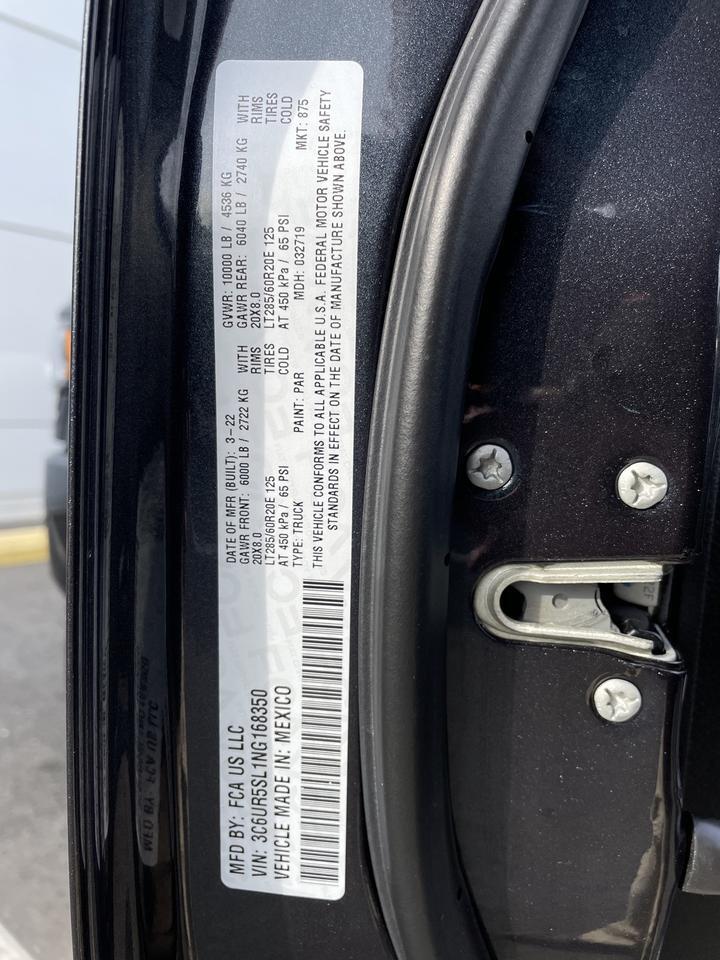 MFD BY: FCA US LLC
VIN: 3C6UR5SL1NG168350
VEHICLE MADE IN: MEXICO
DATE OF MFR (BUILT): 3-22 GVWR: 10000 LB / 4536 KG
GAWR FRONT: 6000 LB / 2722 KG WITH GAWR REAR: 6040 LB / 2740 KG WITH
20X8.0 RIMS 20X8.0 RIMS
LT285/60R20E 125 TIRES LT285/60R20E 125 TIRES
AT 450 kPa / 65 PSI COLD AT 450 kPa / 65 PSI COLD
TYPE: TRUCK PAINT: PAR MDH: 032719 MKT: 875
THIS VEHICLE CONFORMS TO ALL APPLICABLE U.S.A. FEDERAL MOTOR VEHICLE SAFETY
STANDARDS IN EFFECT ON THE DATE OF MANUFACTURE SHOWN ABOVE.